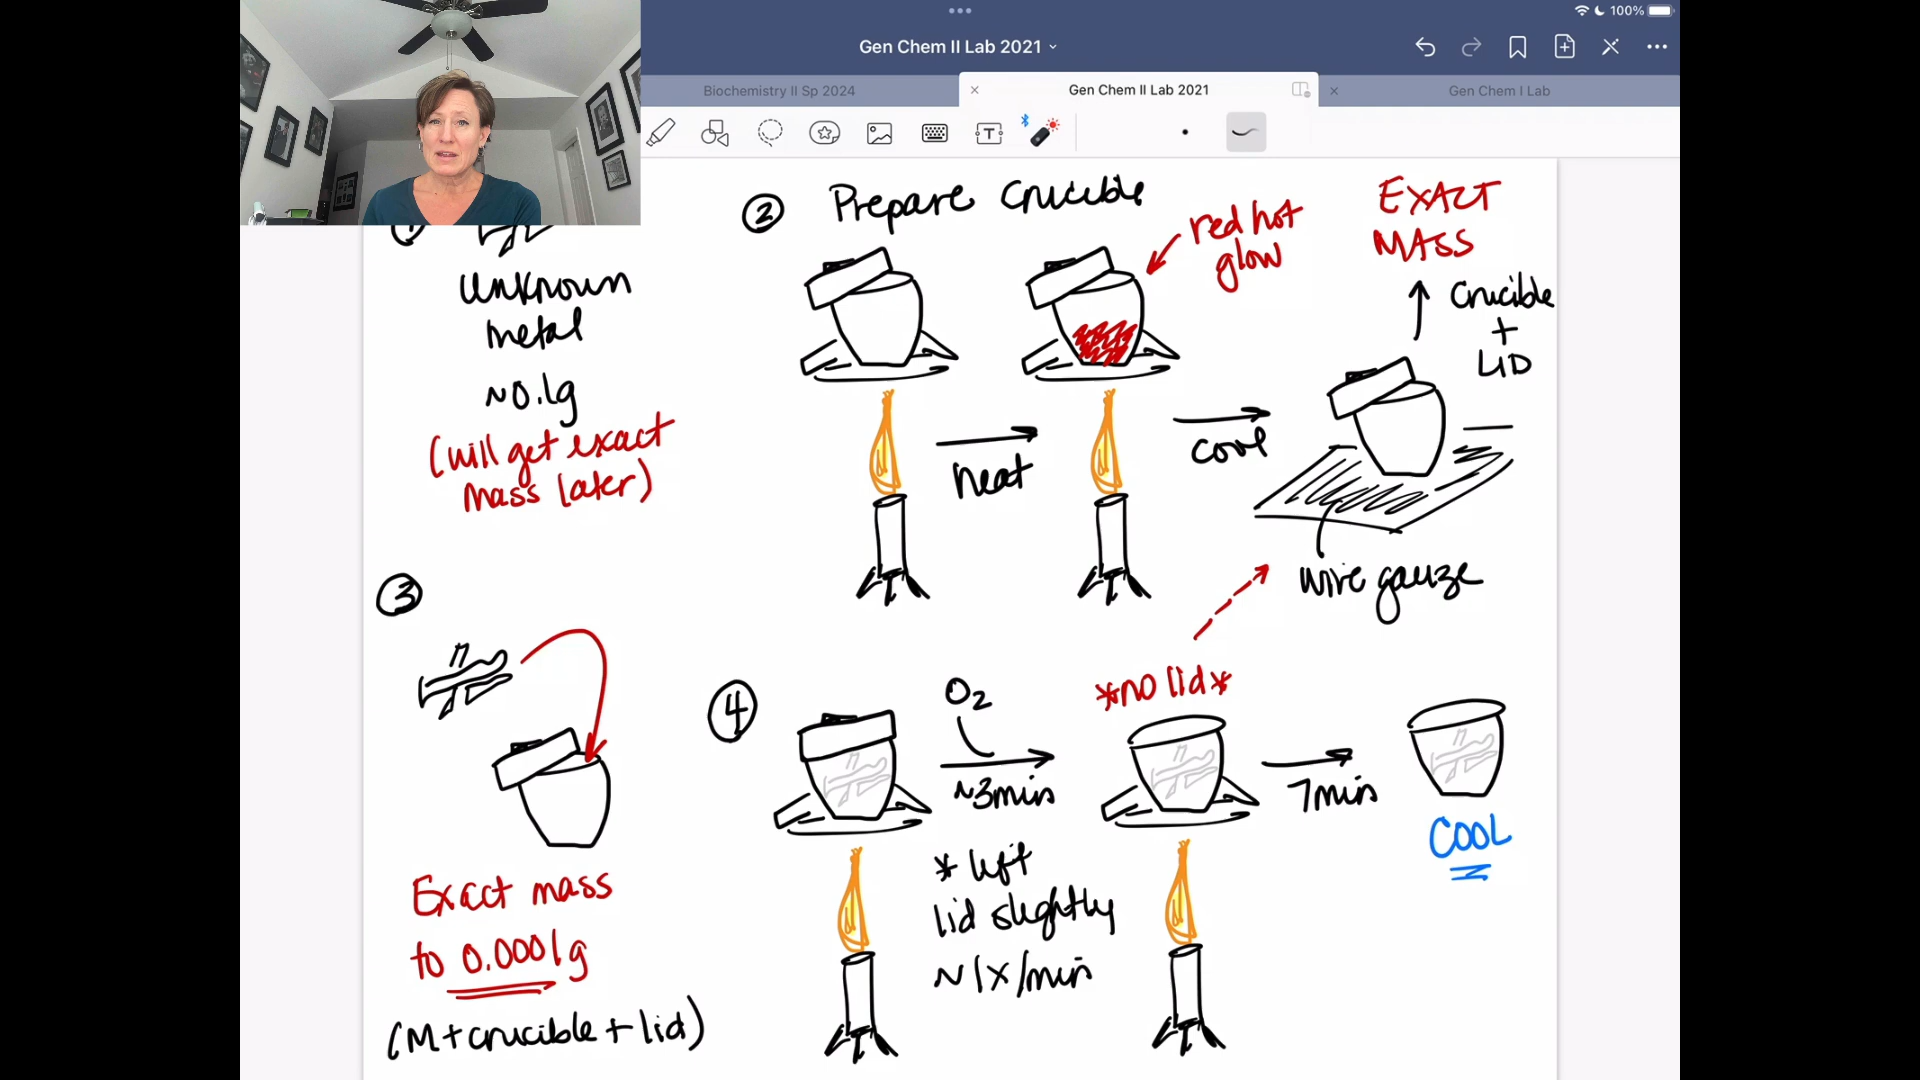 100%
Gen Chem II Lab 2021
Biochemistry II Sp 2024
Gen Chem II Lab 2021
Gen Chem I Lab
T
①
Unknown
metal
~0.1g
(will get exact
mass later)
② Prepare Crucible
red hot
glow
EXACT
MASS
Crucible
+
LID
heat
cool
wire gauze
③
Exact mass
to 0.0001g
(M+crucible+lid)
④
O₂
~3min
* lift
lid slightly
~1x/min
*no lid*
7min
COOL